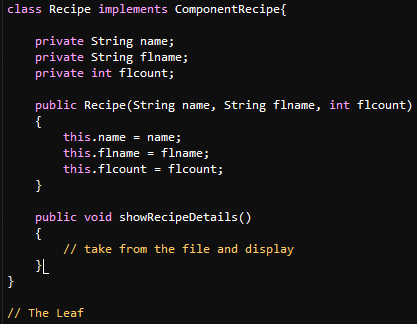 class Recipe implements ComponentRecipe{
private String name;
private String flname;
private int flcount;
public Recipe(String name, String flname, int flcount)
{
this.name = name;
this.flname = flname;
this.flcount = flcount;
}
public void showRecipeDetails()
{
// take from the file and display
}
}
// The Leaf